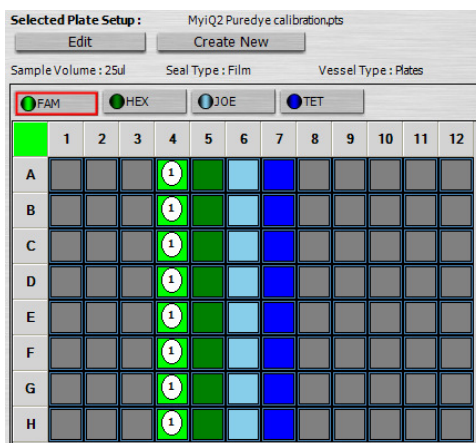 Selected Plate Setup : MyiQ2 Puredye calibration.pts
Edit Create New
Sample Volume : 25ul Seal Type : Film Vessel Type : Plates
FAM HEX JOE TET
1 2 3 4 5 6 7 8 9 10 11 12
A 1
B 1
C 1
D 1
E 1
F 1
G 1
H 1